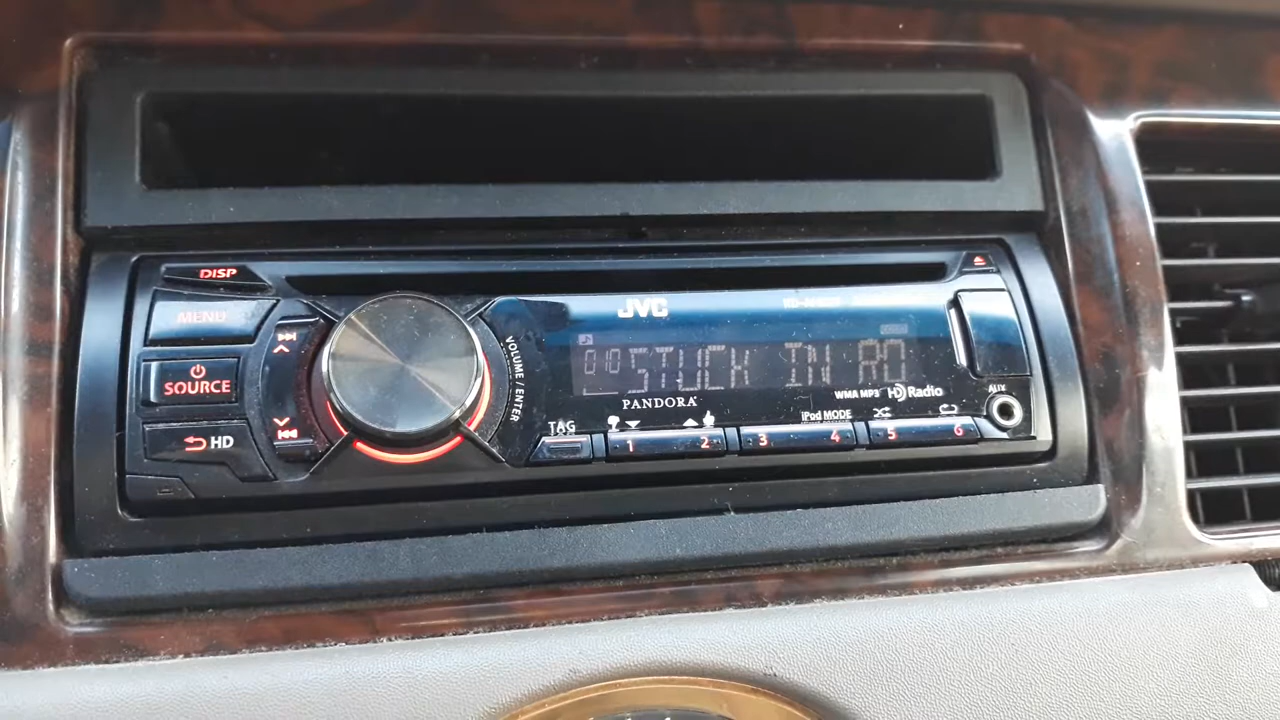 DISP
MENU
SOURCE
HD
VOLUME / ENTER
JVC
010 STUCK IN RO
PANDORA
WMA MP3 HD Radio
AUX
TAG
iPod MODE
1 2 3 4 5 6